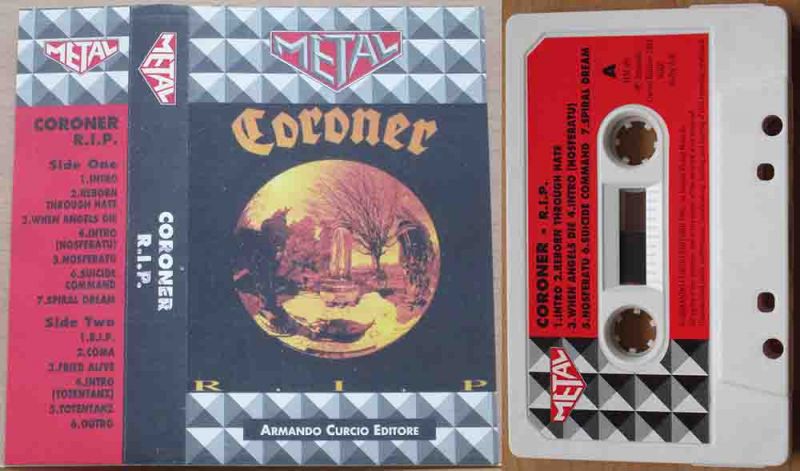 METAL
CORONER
R.I.P.
Side One
1.INTRO
2.REBORN
THROUGH HATE
3.WHEN ANGELS DIE
4.INTRO
(NOSFERATU)
5.NOSFERATU
6.SUICIDE
COMMAND
7.SPIRAL DREAM
Side Two
1.R.I.P.
2.COMA
3.FRIED ALIVE
4.INTRO
(TOTENTANZ)
5.TOTENTANZ
6.OUTRO
METAL
CORONER
R.I.P.
METAL
Coroner
R. I. P
ARMANDO CURCIO EDITORE
METAL
CORONER - R.I.P.
1.INTRO 2.REBORN THROUGH HATE
3.WHEN ANGELS DIE 4.INTRO (NOSFERATU)
5.NOSFERATU 6.SUICIDE COMMAND 7.SPIRAL DREAM
A